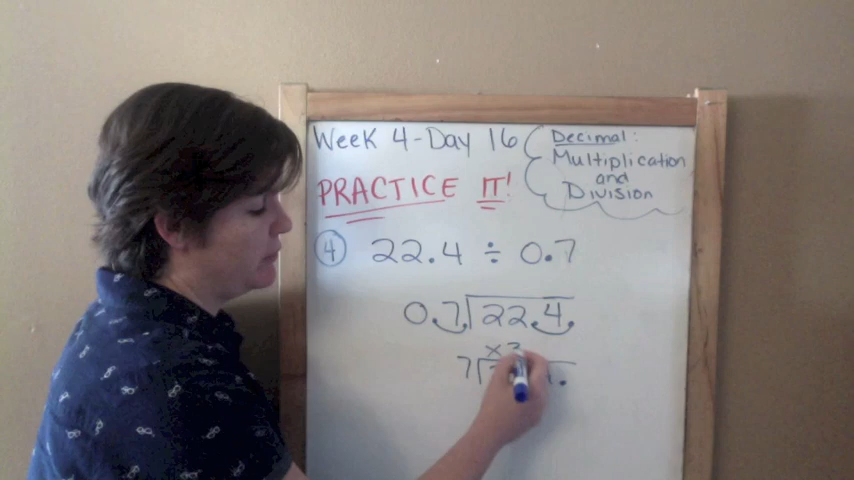 Week 4-Day 16
Decimal:
Multiplication
and
Division
PRACTICE IT!
4 22.4 ÷ 0.7
0.7 22.4.
x
7